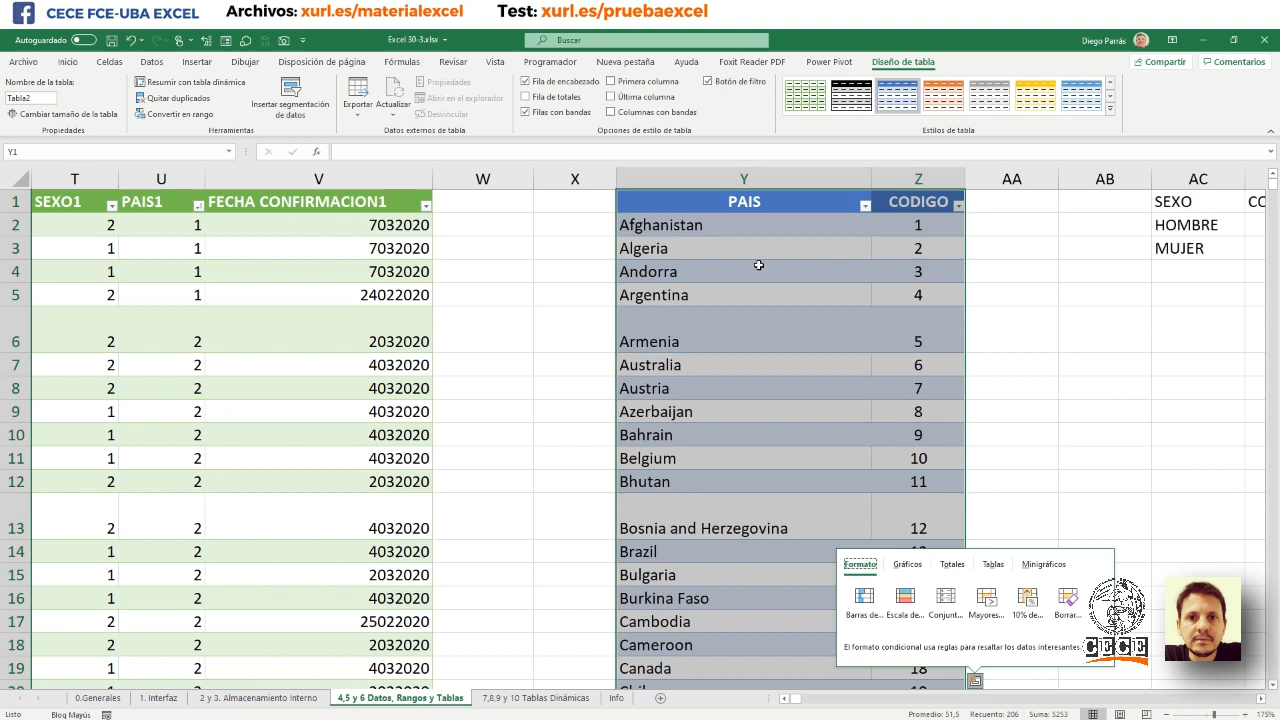 CECE FCE-UBA EXCEL Archivos: xurl.es/materialexcel Test: xurl.es/pruebaexcel
Autoguardado Excel 30-3.xlsx Buscar Diego Parrás
Archivo Inicio Celdas Datos Insertar Dibujar Disposición de página Fórmulas Revisar Vista Programador Nueva pestaña Ayuda Foxit Reader PDF Power Pivot Diseño de tabla Compartir Comentarios
Nombre de la tabla: Resumir con tabla dinámica Propiedades Fila de encabezado Primera columna Botón de filtro
Tabla2 Quitar duplicados Insertar segmentación de datos Exportar Actualizar Abrir en el explorador Fila de totales Última columna
Cambiar tamaño de la tabla Convertir en rango Desvincular Filas con bandas Columnas con bandas
Propiedades Herramientas Datos externos de tabla Opciones de estilo de tabla Estilos de tabla
Y1 fx
T U V W X Y Z AA AB AC
1 SEXO1 PAIS1 FECHA CONFIRMACION1 PAIS CODIGO SEXO CO
2 2 1 7032020 Afghanistan 1 HOMBRE
3 1 1 7032020 Algeria 2 MUJER
4 1 1 7032020 Andorra 3
5 2 1 24022020 Argentina 4
6 2 2 2032020 Armenia 5
7 2 2 4032020 Australia 6
8 2 2 4032020 Austria 7
9 1 2 4032020 Azerbaijan 8
10 1 2 4032020 Bahrain 9
11 1 2 4032020 Belgium 10
12 2 2 2032020 Bhutan 11
13 2 2 4032020 Bosnia and Herzegovina 12
14 1 2 4032020 Brazil
15 1 2 2032020 Bulgaria
16 1 2 4032020 Burkina Faso
17 2 2 25022020 Cambodia
18 2 2 2032020 Cameroon
19 1 2 4032020 Canada 18
Formato Gráficos Totales Tablas Minigráficos
Barras de... Escala de... Conjunt... Mayores... 10% de... Borrar...
El formato condicional usa reglas para resaltar los datos interesantes.
CECE
0.Generales 1. Interfaz 2 y 3. Almacenamiento Interno 4,5 y 6 Datos, Rangos y Tablas 7,8,9 y 10 Tablas Dinámicas Info
Listo Bloq Mayús Promedio: 51,5 Recuento: 206 Suma: 5253 175%